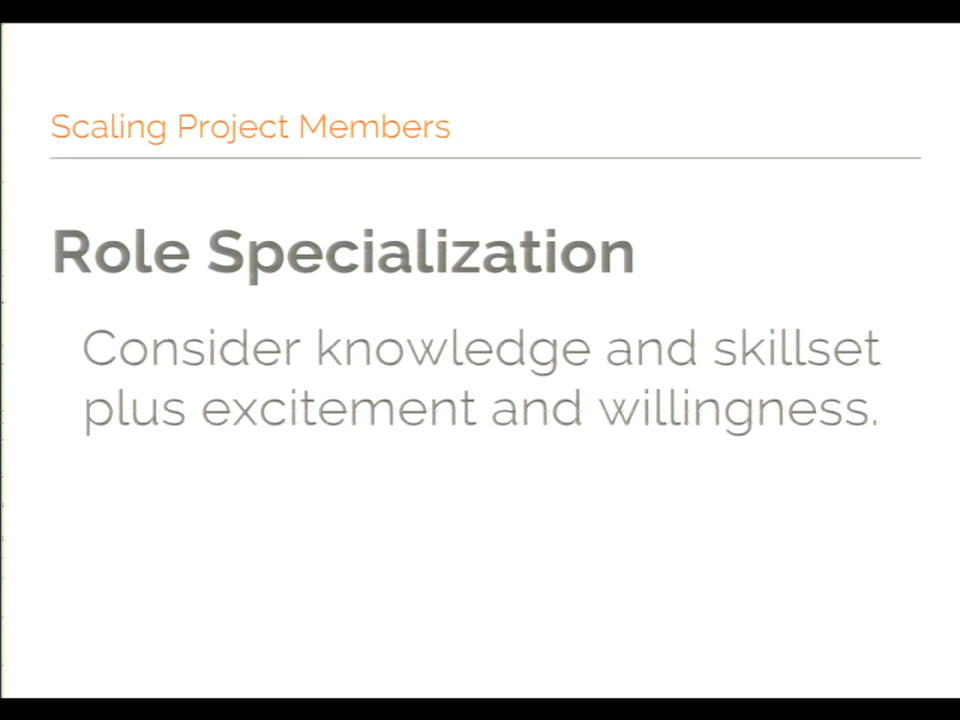 Scaling Project Members
Role Specialization
Consider knowledge and skillset
plus excitement and willingness.